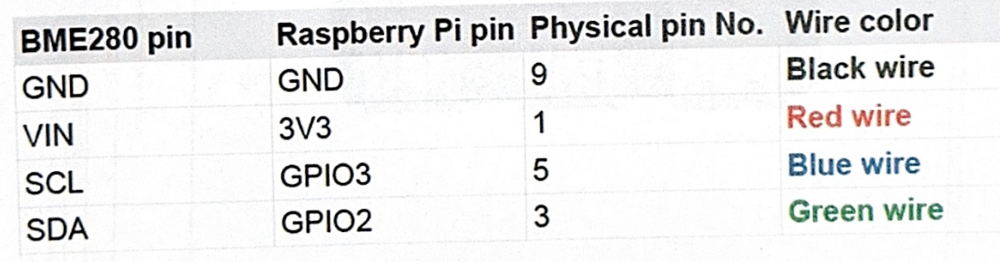 BME280 pin Raspberry Pi pin Physical pin No. Wire color
GND GND 9 Black wire
VIN 3V3 1 Red wire
SCL GPIO3 5 Blue wire
SDA GPIO2 3 Green wire